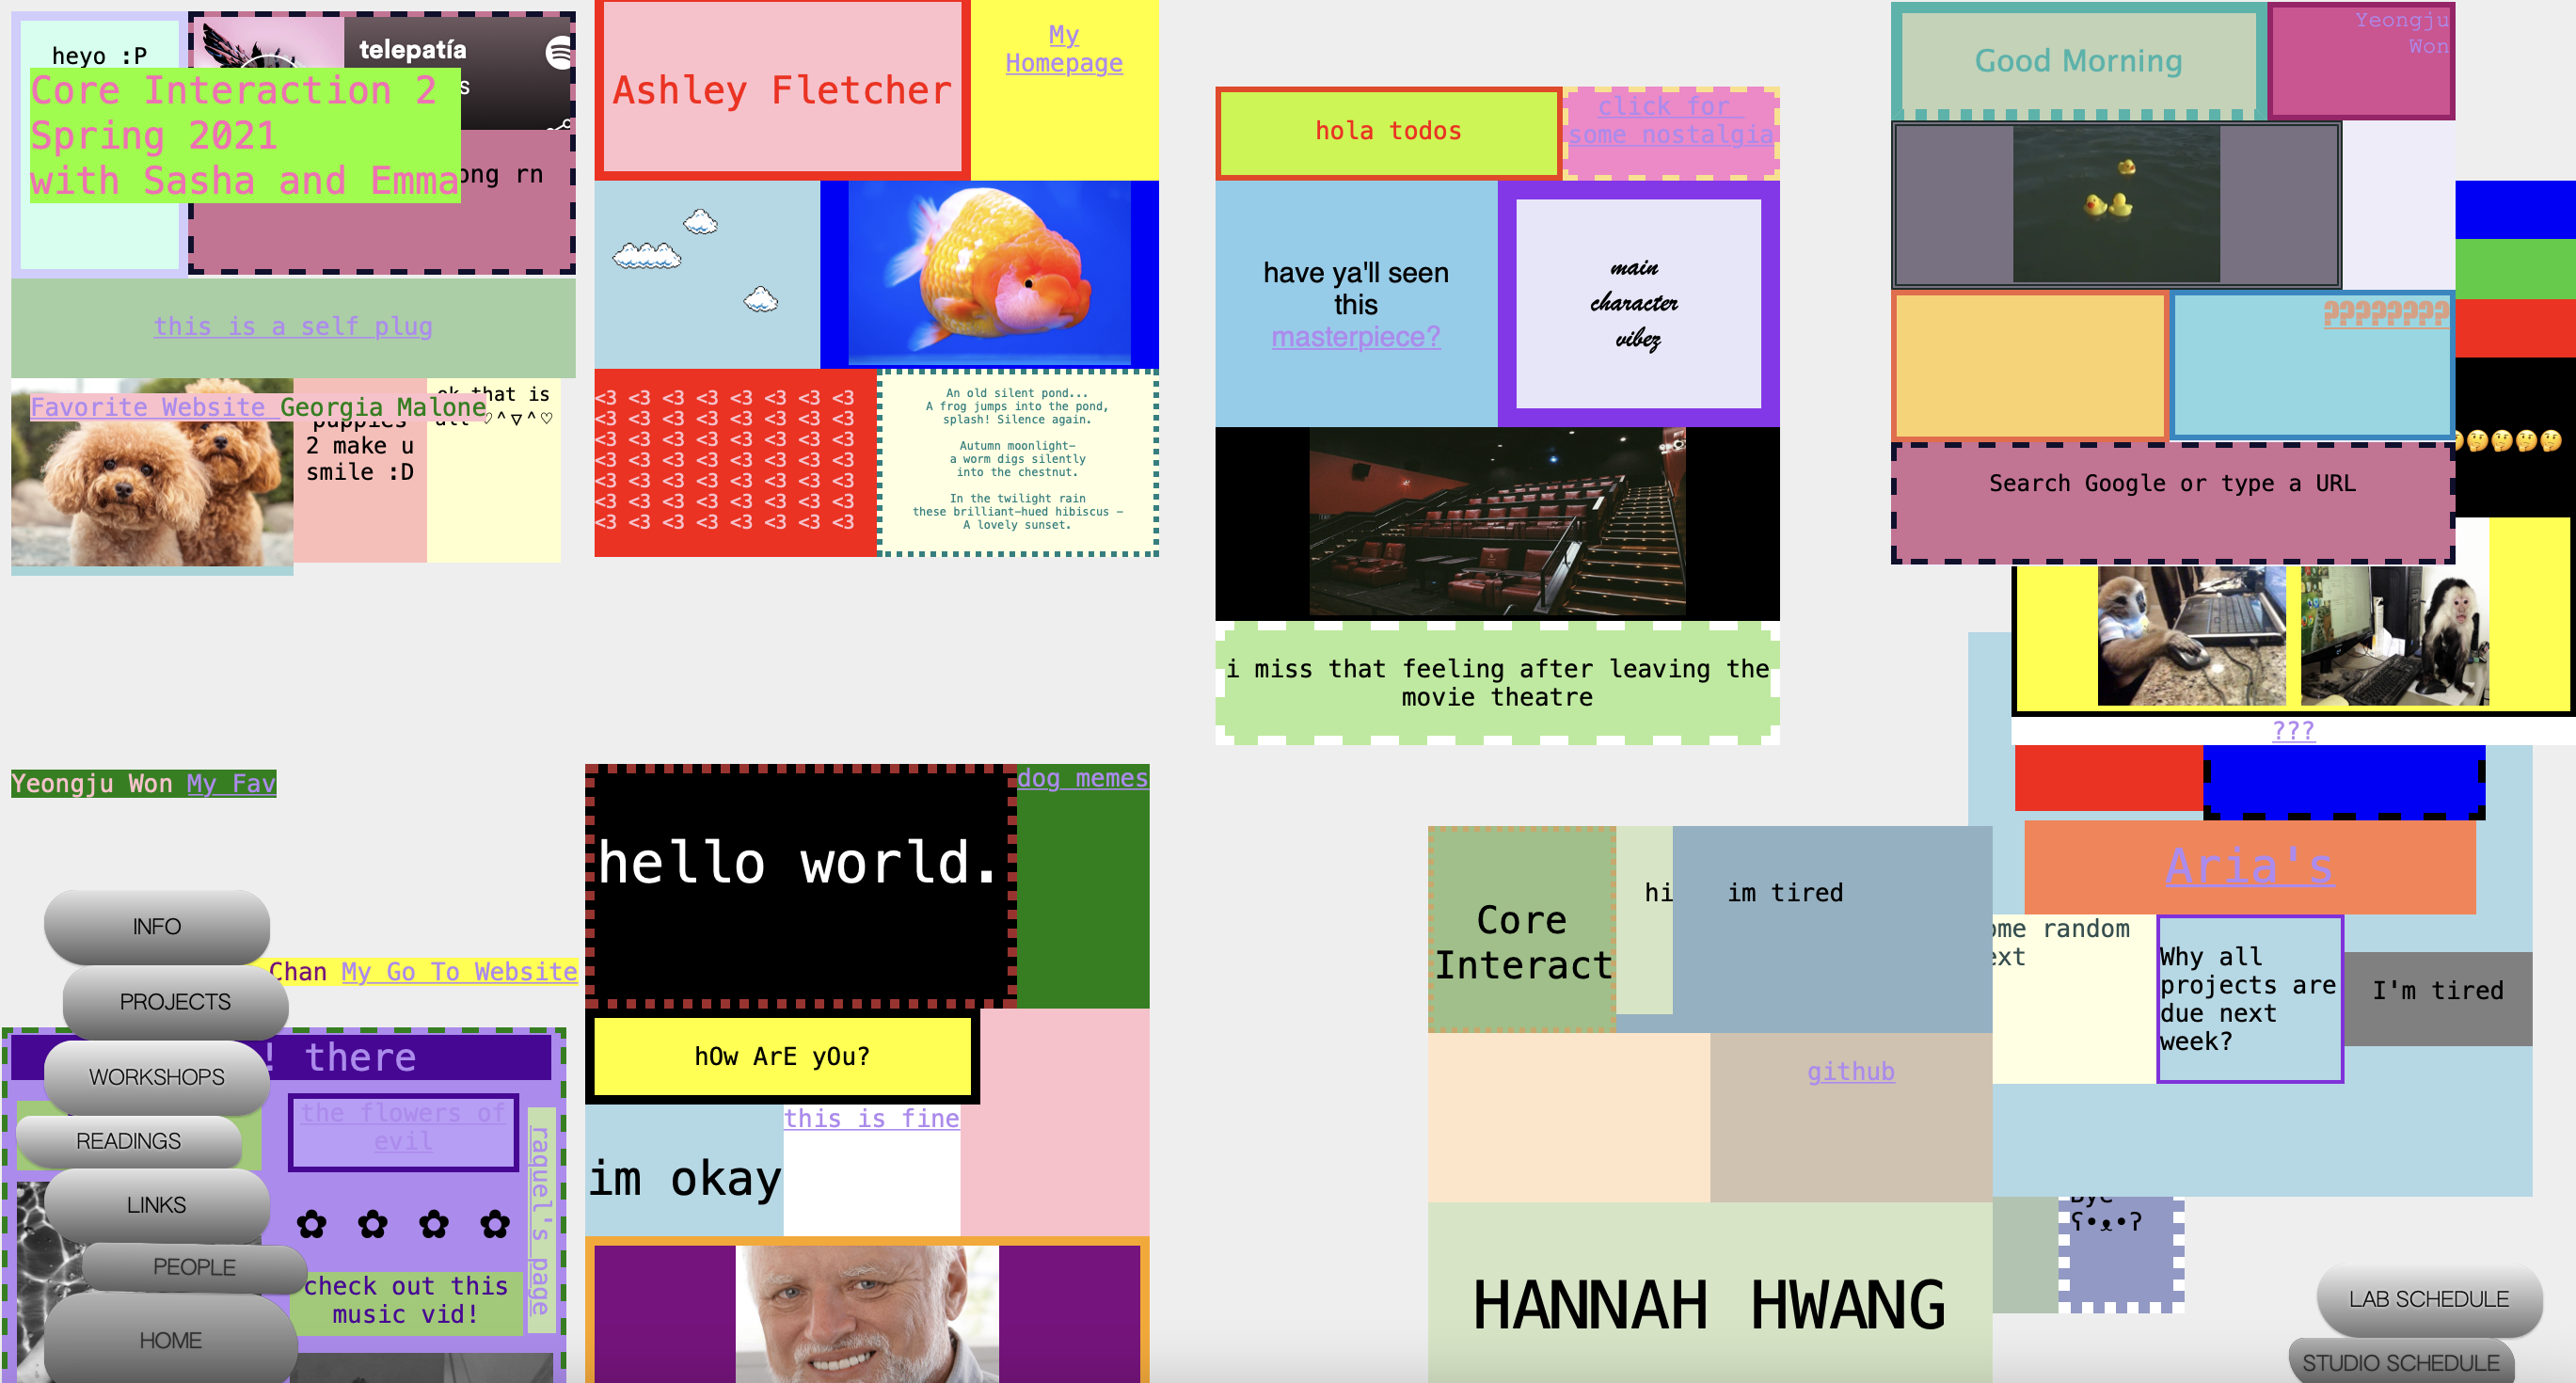 heyo :P
telepatía
s
Core Interaction 2
Spring 2021
with Sasha and Emma
ong rn
this is a self plug
Favorite Website Georgia Malone
puppies
2 make u
smile :D
ok that is
all ♡^▽^♡
Ashley Fletcher
My
Homepage
<3 <3 <3 <3 <3 <3 <3
<3 <3 <3 <3 <3 <3 <3
<3 <3 <3 <3 <3 <3 <3
<3 <3 <3 <3 <3 <3 <3
<3 <3 <3 <3 <3 <3 <3
<3 <3 <3 <3 <3 <3 <3
<3 <3 <3 <3 <3 <3 <3
An old silent pond...
A frog jumps into the pond,
splash! Silence again.
Autumn moonlight-
a worm digs silently
into the chestnut.
In the twilight rain
these brilliant-hued hibiscus -
A lovely sunset.
hola todos
click for
some nostalgia
have ya'll seen
this
masterpiece?
main
character
vibez
i miss that feeling after leaving the
movie theatre
Good Morning
Yeongju
Won
????????
🤔🤔🤔🤔🤔
Search Google or type a URL
???
Yeongju Won My Fav
Chan My Go To Website
INFO
PROJECTS
WORKSHOPS
READINGS
LINKS
PEOPLE
HOME
! there
the flowers of
evil
raquel's page
✿ ✿ ✿ ✿
check out this
music vid!
hello world.
dog memes
hOw ArE yOu?
this is fine
im okay
Core
Interact
hi
im tired
github
HANNAH HWANG
Aria's
ome random
ext
Why all
projects are
due next
week?
I'm tired
Bye
ʕ•ᴥ•ʔ
LAB SCHEDULE
STUDIO SCHEDULE